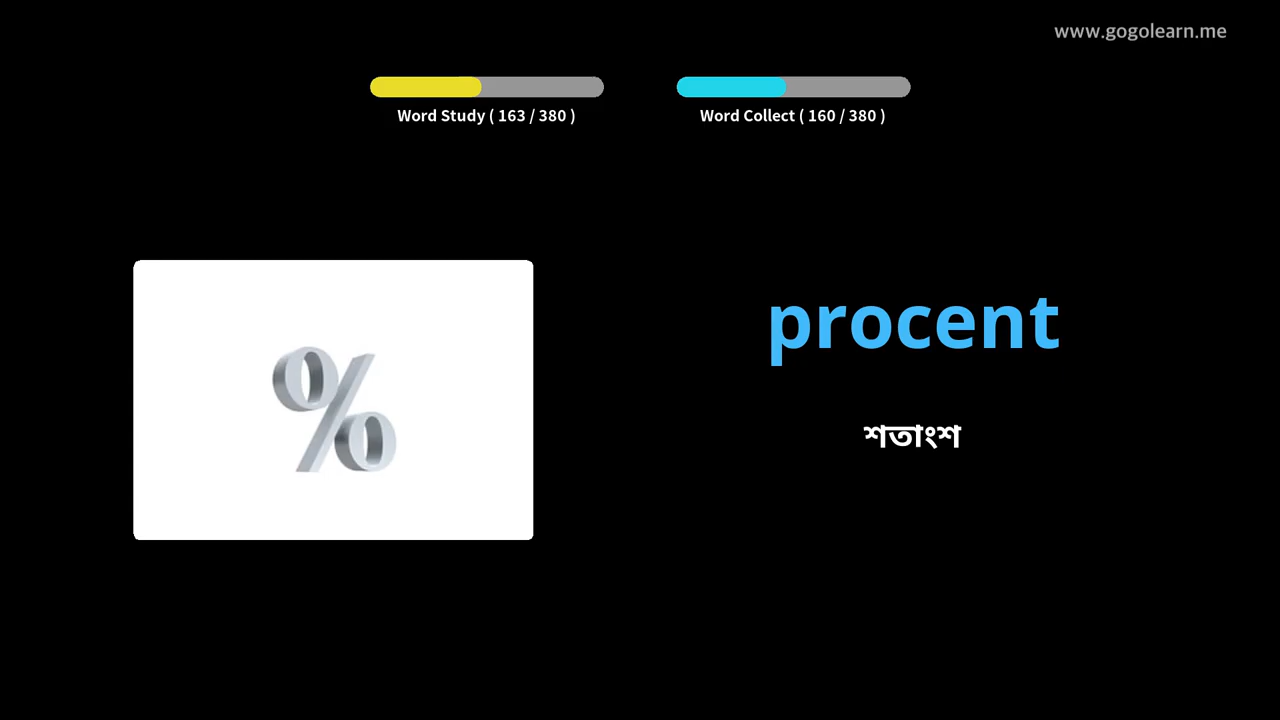 www.gogolearn.me
Word Study ( 163 / 380 )
Word Collect ( 160 / 380 )
%
procent
শতাংশ